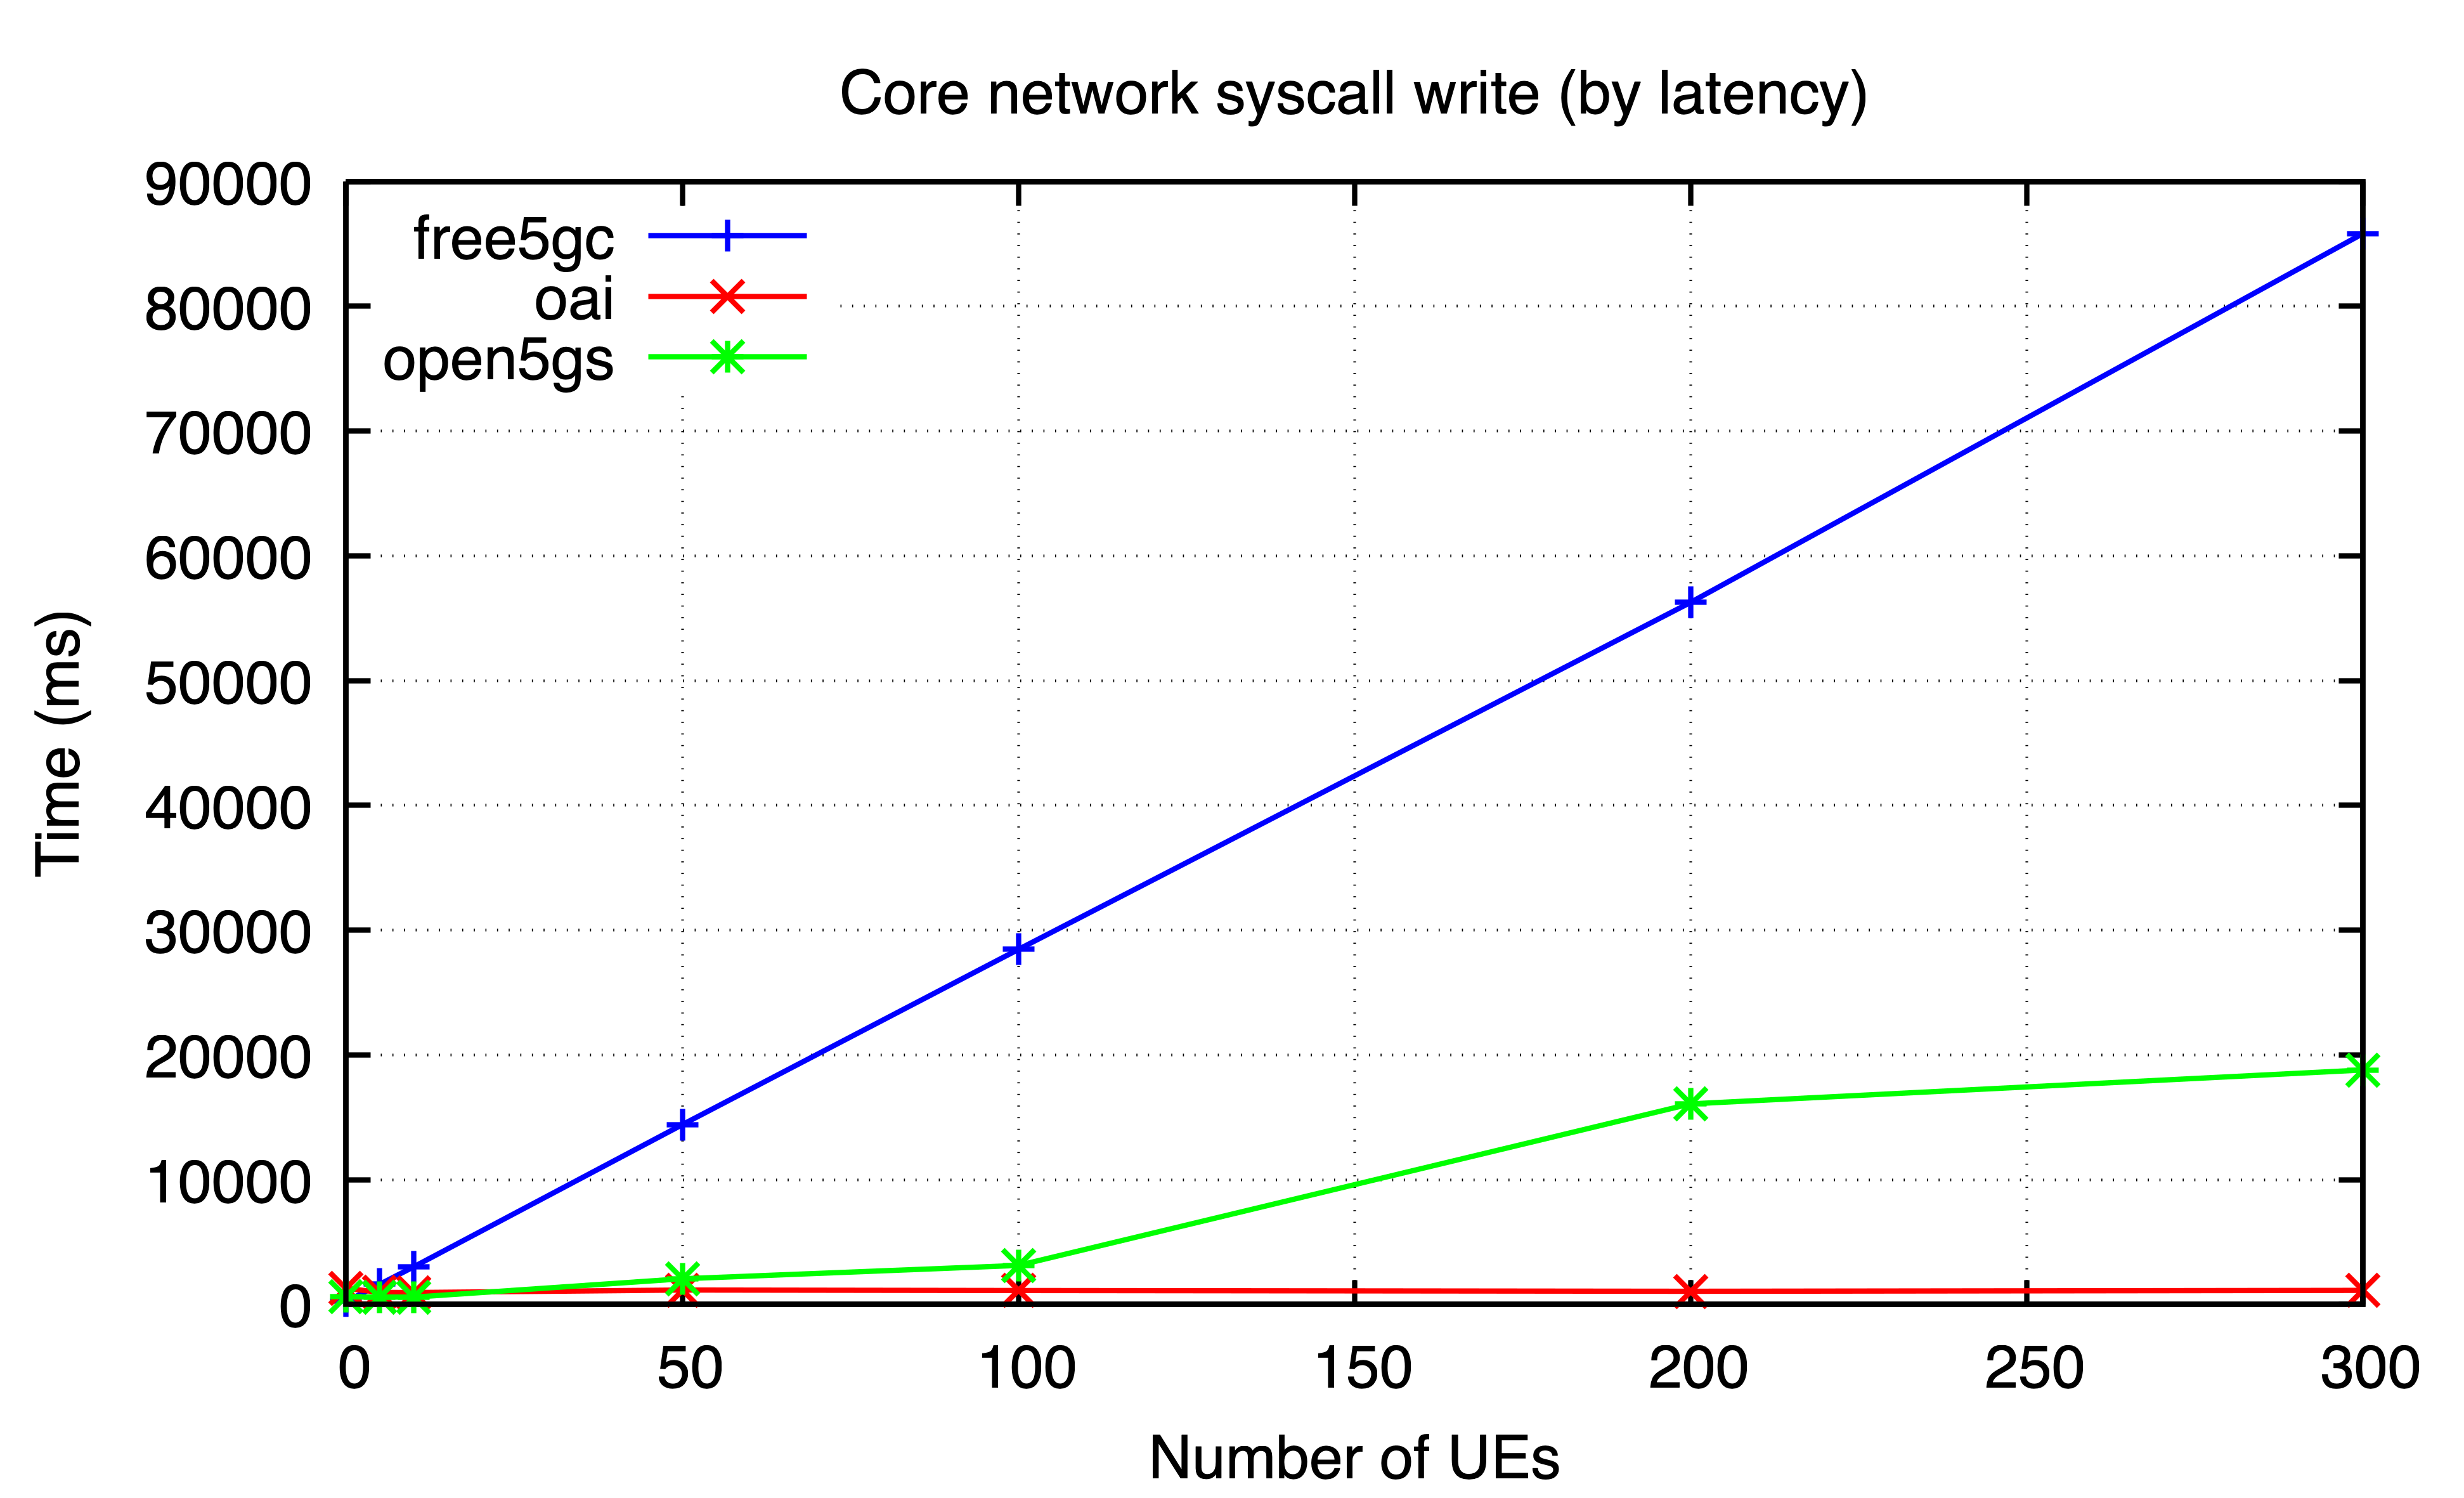 Core network syscall write (by latency)
90000
80000
70000
60000
50000
40000
30000
20000
10000
0
free5gc
oai
open5gs
Time (ms)
0 50 100 150 200 250 300
Number of UEs